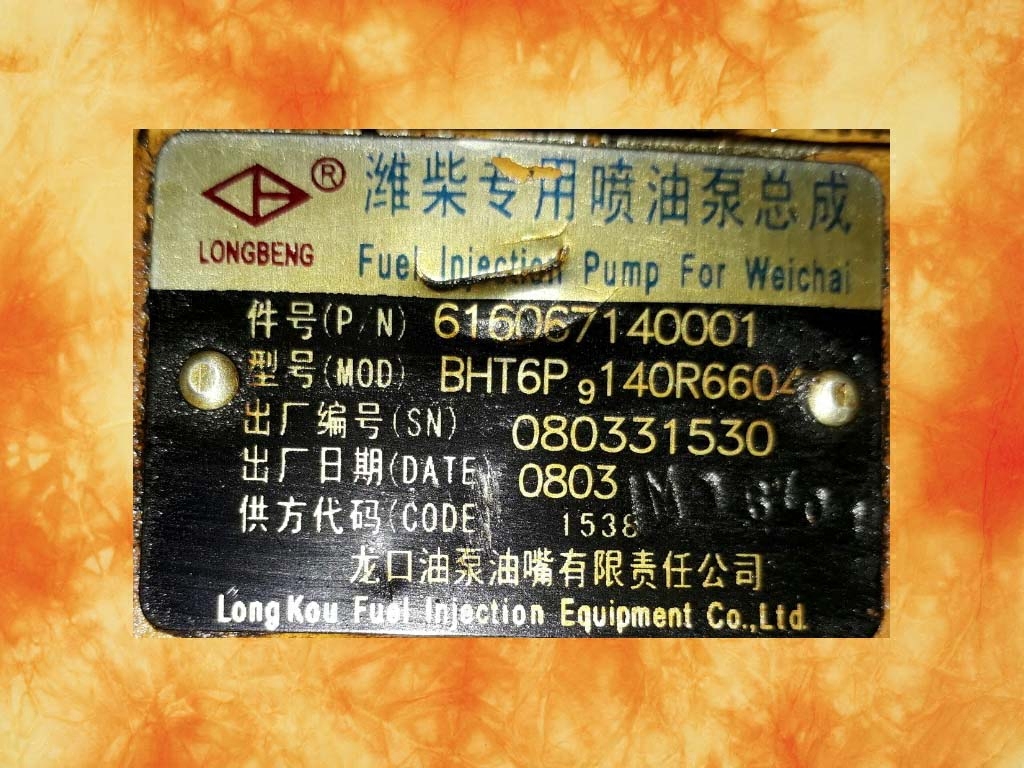 ® 潍柴专用喷油泵总成
LONGBENG
Fuel Injection Pump For Weichai
件号(P/N) 616067140001
型号(MOD) BHT6P9140R6604
出厂编号(SN) 080331530
出厂日期(DATE) 0803
供方代码(CODE 1538
龙口油泵油嘴有限责任公司
LongKou Fuel Injection Equipment Co.,Ltd.